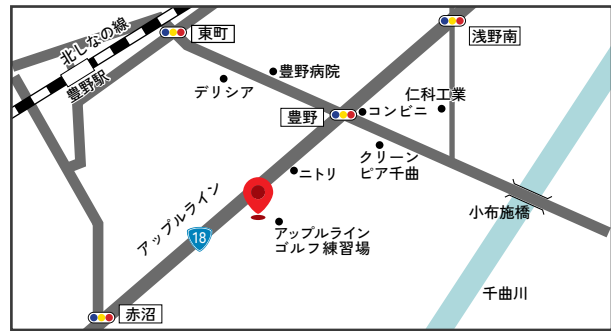 北しなの線
豊野駅
東町
浅野南
豊野病院
デリシア
仁科工業
コンビニ
豊野
クリーン
ピア千曲
ニトリ
アップルライン
18
アップルライン
ゴルフ練習場
小布施橋
千曲川
赤沼